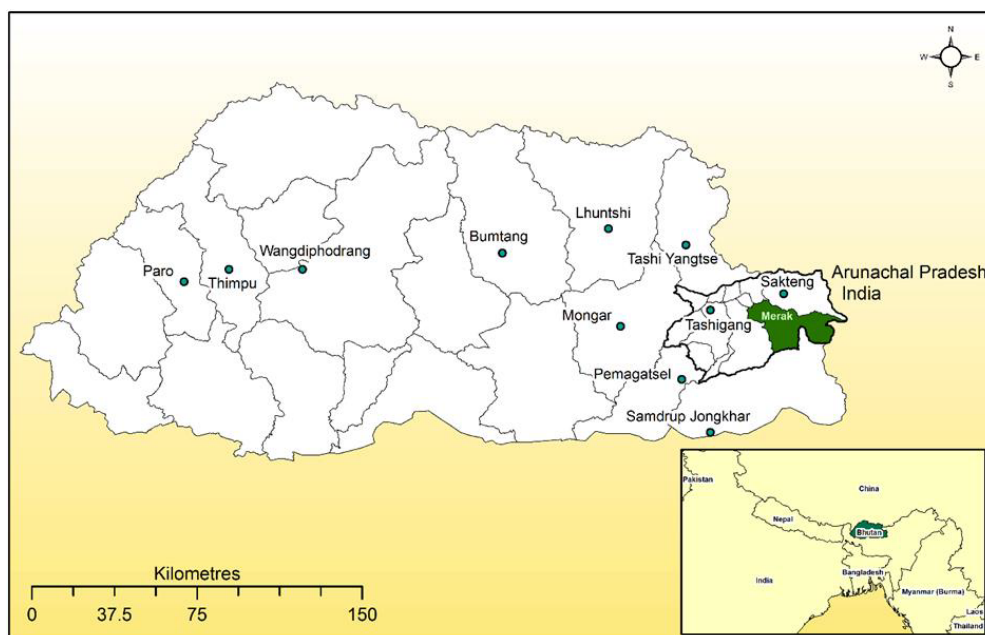 N
W E
S
Lhuntshi
Bumtang
Wangdiphodrang
Tashi Yangtse
Paro
Thimpu
Arunachal Pradesh
India
Sakteng
Merak
Mongar
Tashigang
Pemagatsel
Samdrup Jongkhar
Kilometres
0 37.5 75 150
Pakistan
China
Nepal
Bhutan
Bangladesh
India
Myanmar (Burma)
Laos
Thailand